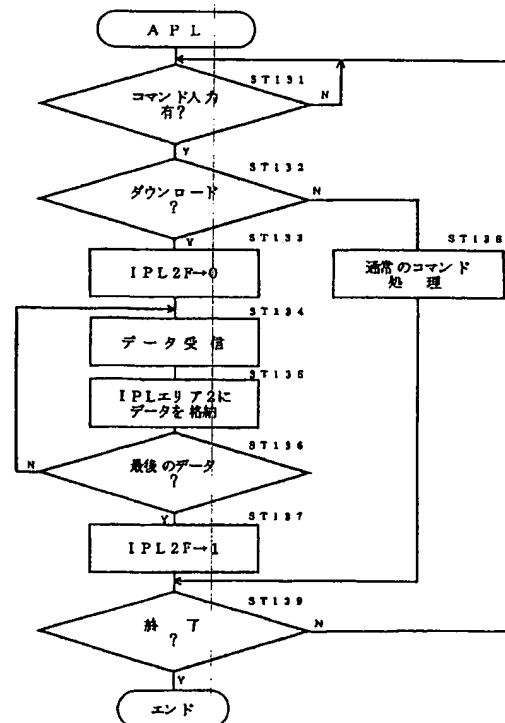 APL
ST131
コマンド入力
有?
N
Y
ST132
ダウンロード
?
N
Y
ST133
IPL2F→0
ST138
通常のコマンド
処理
ST134
データ受信
ST135
IPLエリア2に
データを格納
ST136
最後のデータ
?
N
Y
ST137
IPL2F→1
ST139
終了
?
N
Y
エンド